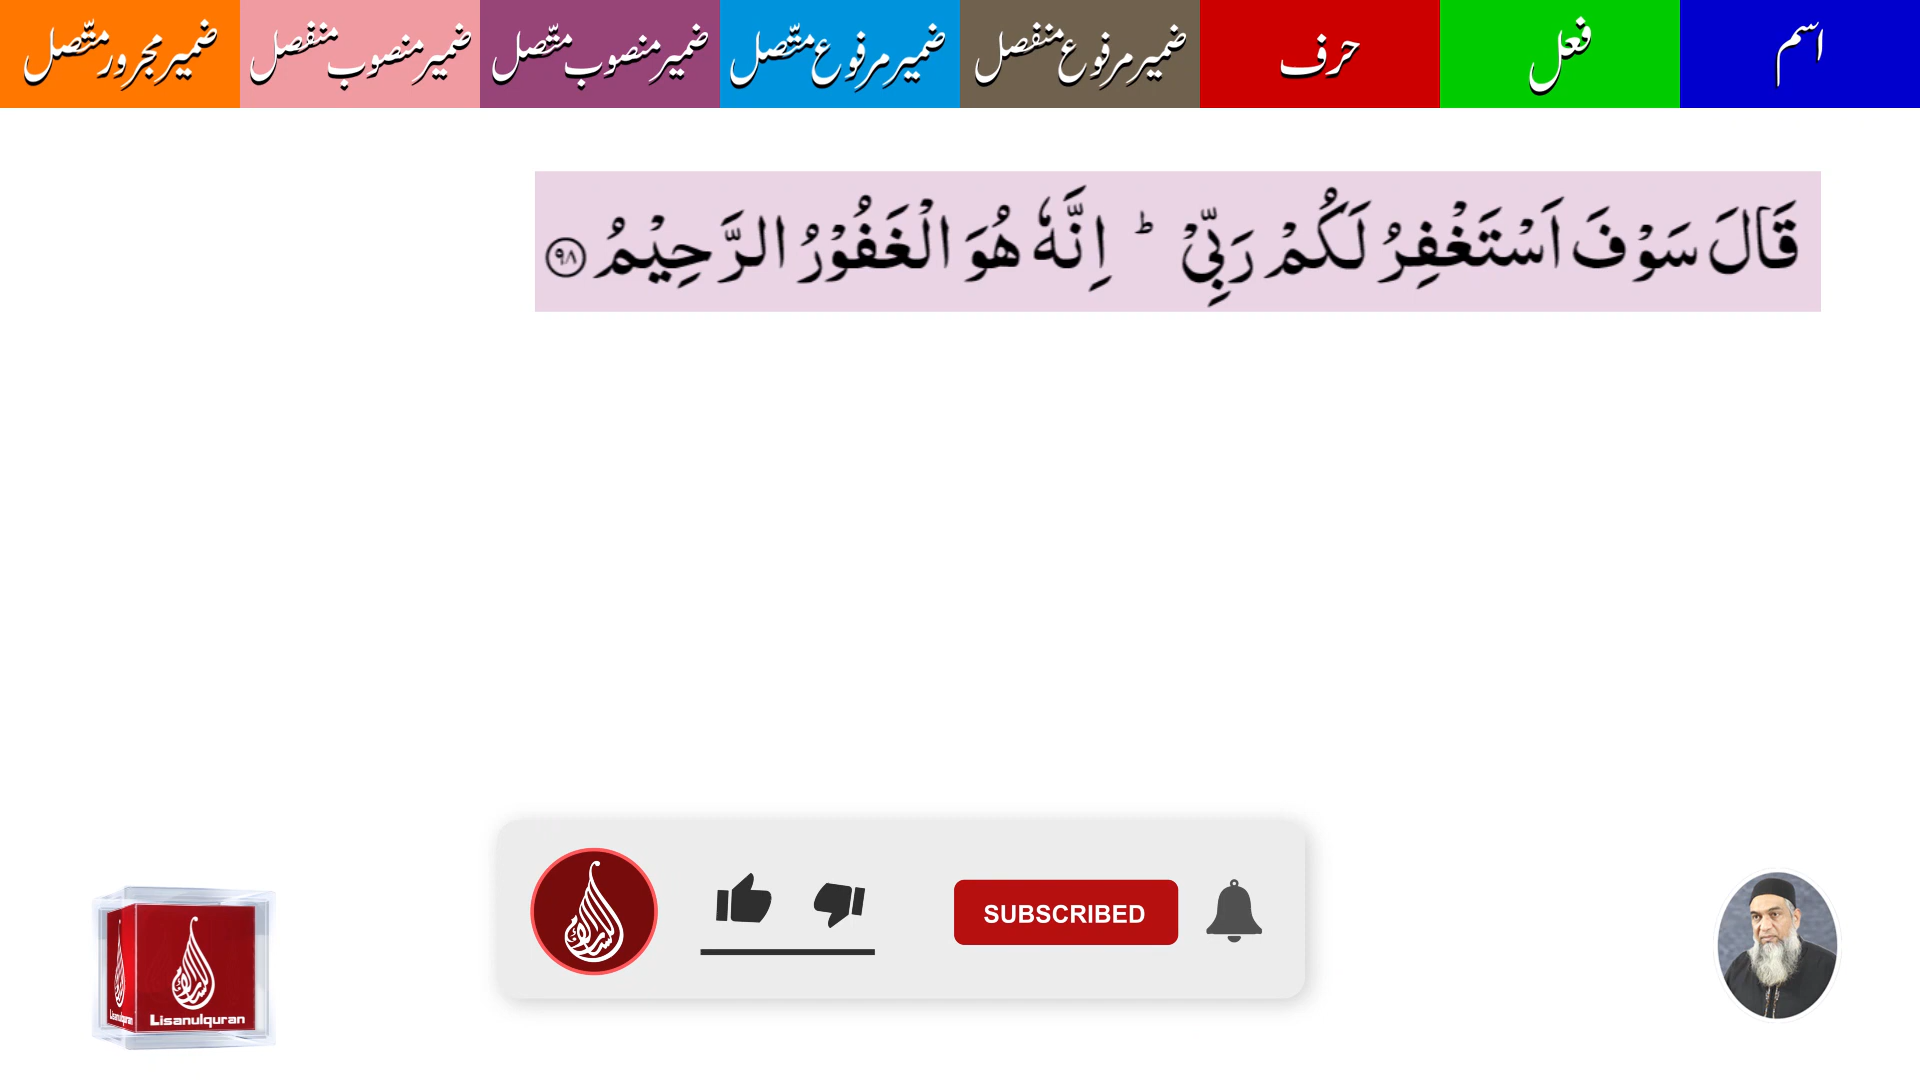 اسم فعل حرف ضمیر مرفوع منفصل ضمیر مرفوع متّصل ضمیر منصوب متّصل ضمیر منصوب منفصل ضمیر مجرور متّصل
قَالَ سَوْفَ اَسْتَغْفِرُ لَكُمْ رَبِّیْ ؕ اِنَّهٗ هُوَ الْغَفُوْرُ الرَّحِیْمُ ۹۸
SUBSCRIBED
Lisanulquran
Lisanulquran